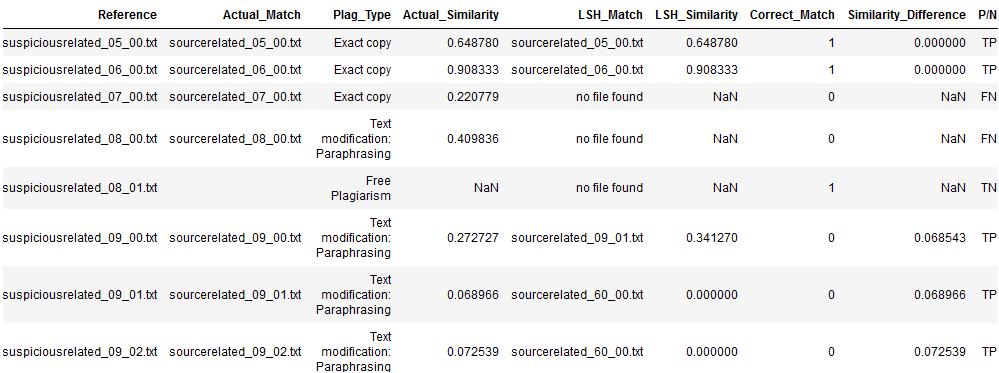 Reference Actual_Match Plag_Type Actual_Similarity LSH_Match LSH_Similarity Correct_Match Similarity_Difference P/N
suspiciousrelated_05_00.txt sourcerelated_05_00.txt Exact copy 0.648780 sourcerelated_05_00.txt 0.648780 1 0.000000 TP
suspiciousrelated_06_00.txt sourcerelated_06_00.txt Exact copy 0.908333 sourcerelated_06_00.txt 0.908333 1 0.000000 TP
suspiciousrelated_07_00.txt sourcerelated_07_00.txt Exact copy 0.220779 no file found NaN 0 NaN FN
Text
modification:
suspiciousrelated_08_00.txt sourcerelated_08_00.txt 0.409836 no file found NaN 0 NaN FN
Paraphrasing
Free
suspiciousrelated_08_01.txt NaN no file found NaN 1 NaN TN
Plagiarism
Text
suspiciousrelated_09_00.txt sourcerelated_09_00.txt modification: 0.272727 sourcerelated_09_01.txt 0.341270 0 0.068543 TP
Paraphrasing
Text
suspiciousrelated_09_01.txt sourcerelated_09_01.txt modification: 0.068966 sourcerelated_60_00.txt 0.000000 0 0.068966 TP
Paraphrasing
Text
suspiciousrelated_09_02.txt sourcerelated_09_02.txt modification: 0.072539 sourcerelated_60_00.txt 0.000000 0 0.072539 TP
Paraphrasing